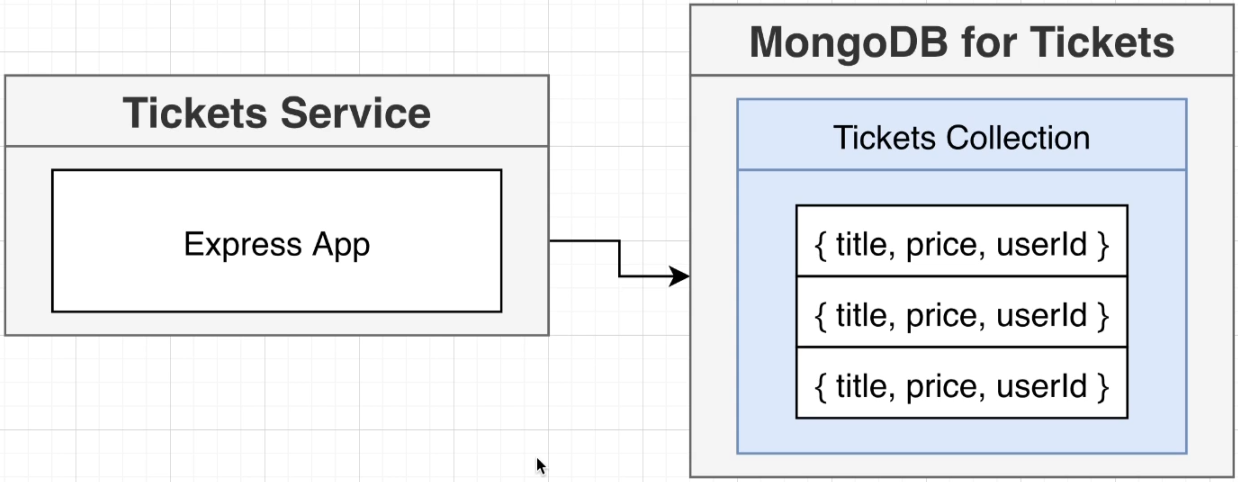 Tickets Service
Express App
MongoDB for Tickets
Tickets Collection
{ title, price, userId }
{ title, price, userId }
{ title, price, userId }